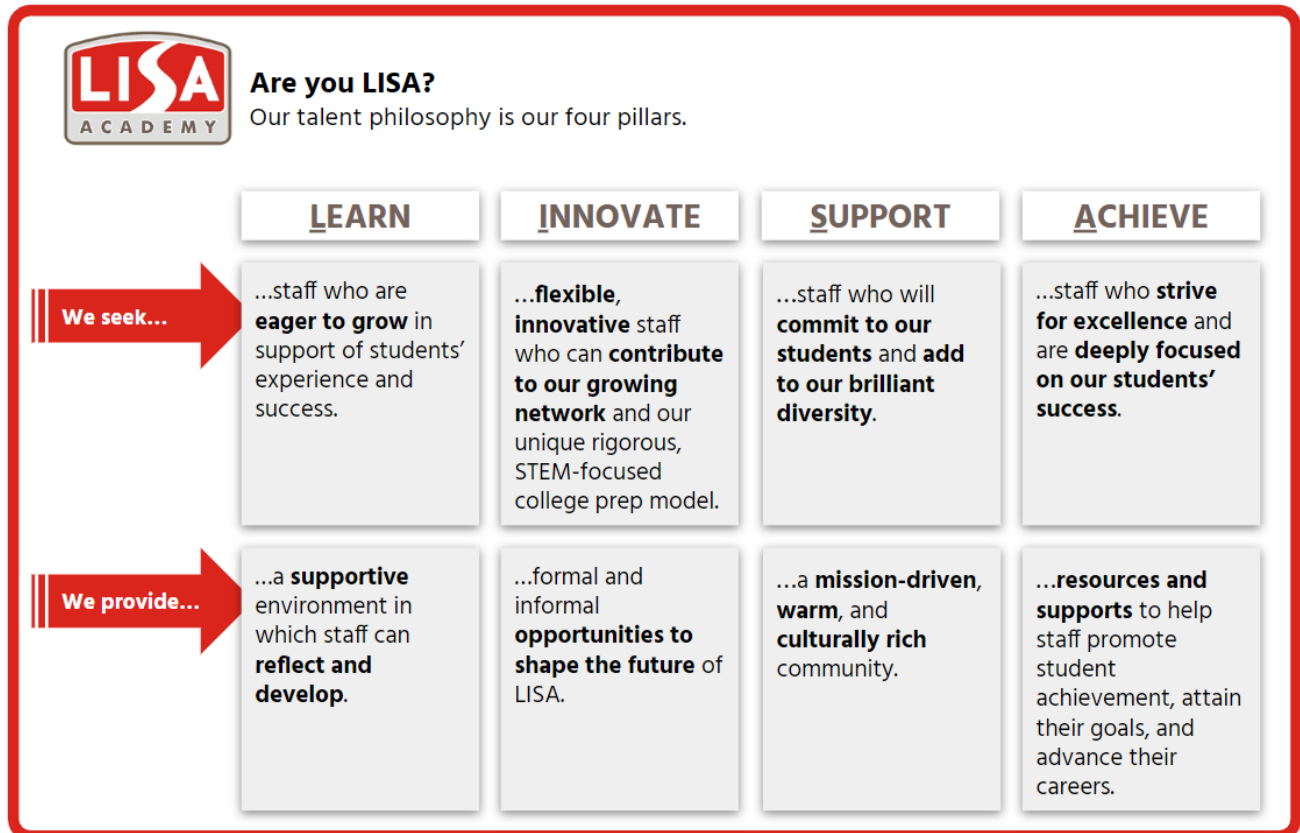 LISA
ACADEMY
Are you LISA?
Our talent philosophy is our four pillars.
LEARN
INNOVATE
SUPPORT
ACHIEVE
We seek...
...staff who are
eager to grow in
support of students’
experience and
success.
...flexible,
innovative staff
who can contribute
to our growing
network and our
unique rigorous,
STEM-focused
college prep model.
...staff who will
commit to our
students and add
to our brilliant
diversity.
...staff who strive
for excellence and
are deeply focused
on our students’
success.
We provide...
...a supportive
environment in
which staff can
reflect and
develop.
...formal and
informal
opportunities to
shape the future of
LISA.
...a mission-driven,
warm, and
culturally rich
community.
...resources and
supports to help
staff promote
student
achievement, attain
their goals, and
advance their
careers.